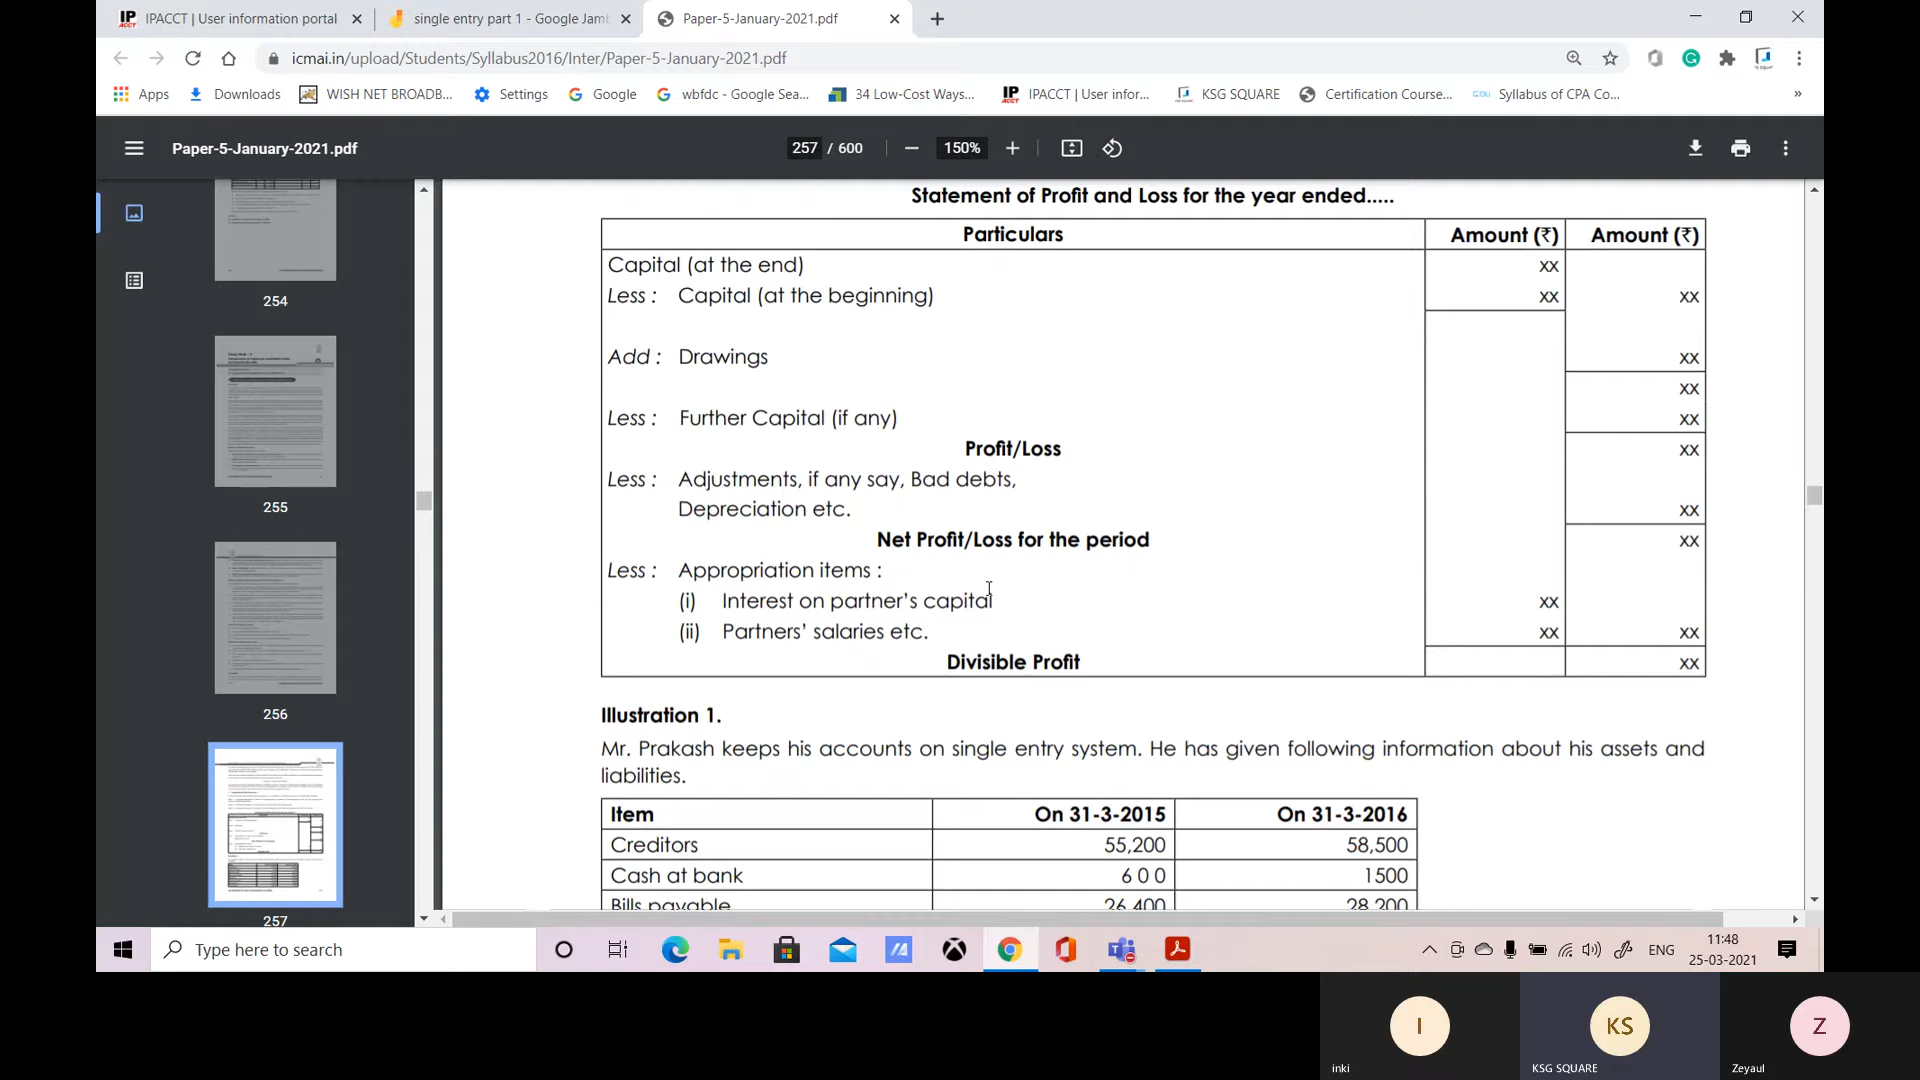 IPACCT | User information portal
single entry part 1 - Google Jam
Paper-5-January-2021.pdf
icmai.in/upload/Students/Syllabus2016/Inter/Paper-5-January-2021.pdf
Apps
Downloads
WISH NET BROADB...
Settings
Google
wbfdc - Google Sea...
34 Low-Cost Ways...
IPACCT | User infor...
KSG SQUARE
Certification Course...
Syllabus of CPA Co...
»
Paper-5-January-2021.pdf
257 / 600
150%
254
255
256
257
Statement of Profit and Loss for the year ended.....
Particulars Amount (₹) Amount (₹)
Capital (at the end) xx
Less : Capital (at the beginning) xx xx
Add : Drawings xx
xx
Less : Further Capital (if any) xx
Profit/Loss xx
Less : Adjustments, if any say, Bad debts,
Depreciation etc. xx
Net Profit/Loss for the period xx
Less : Appropriation items :
(i) Interest on partner's capital xx
(ii) Partners' salaries etc. xx xx
Divisible Profit xx
Illustration 1.
Mr. Prakash keeps his accounts on single entry system. He has given following information about his assets and
liabilities.
Item On 31-3-2015 On 31-3-2016
Creditors 55,200 58,500
Cash at bank 6 0 0 1500
Bills payable 26,400 28,200
Type here to search
ENG
11:48
25-03-2021
I
KS
Z
inki
KSG SQUARE
Zeyaul